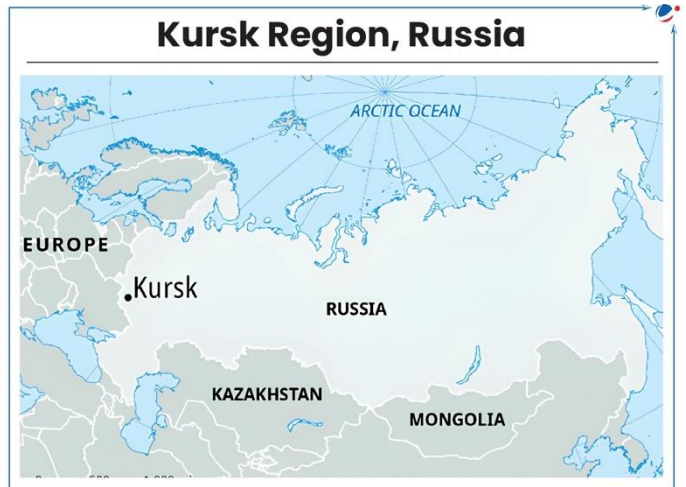 Kursk Region, Russia
ARCTIC OCEAN
EUROPE
Kursk
RUSSIA
KAZAKHSTAN
MONGOLIA